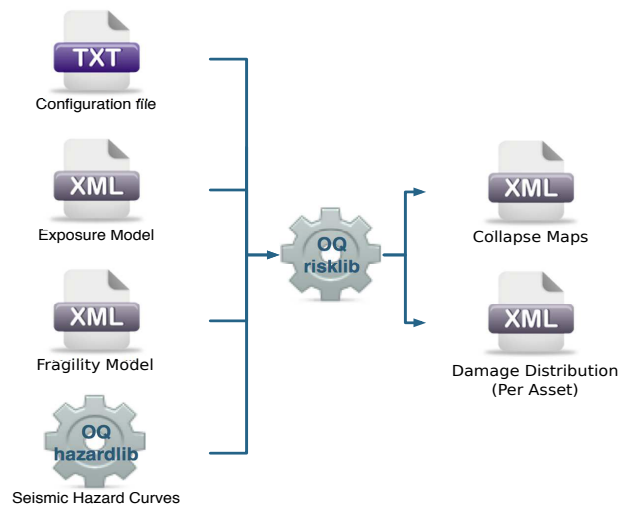 TXT
Configuration file
XML
Exposure Model
XML
Fragility Model
OQ
hazardlib
Seismic Hazard Curves
OQ
risklib
XML
Collapse Maps
XML
Damage Distribution
(Per Asset)